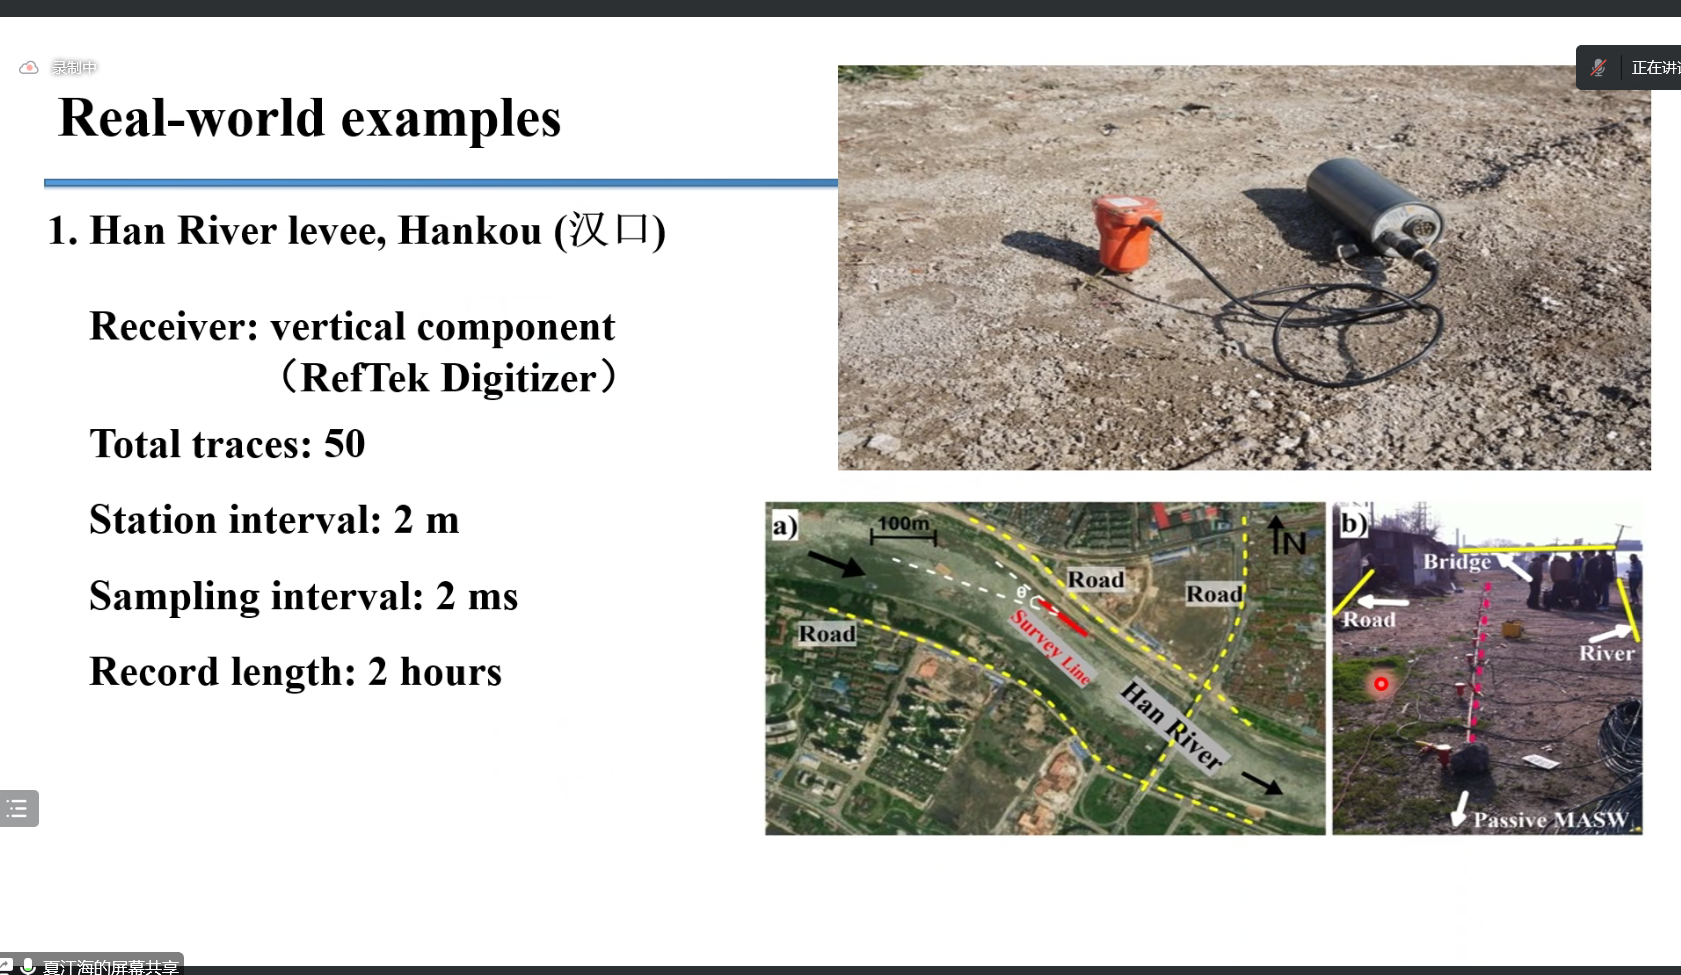 录制中
正在讲
Real-world examples
1. Han River levee, Hankou (汉口)
Receiver: vertical component
（RefTek Digitizer）
Total traces: 50
Station interval: 2 m
Sampling interval: 2 ms
Record length: 2 hours
a)
100m
N
Road
Road
Road
θ
Survey Line
Han River
b)
Bridge
Road
River
Passive MASW
夏江海的屏幕共享